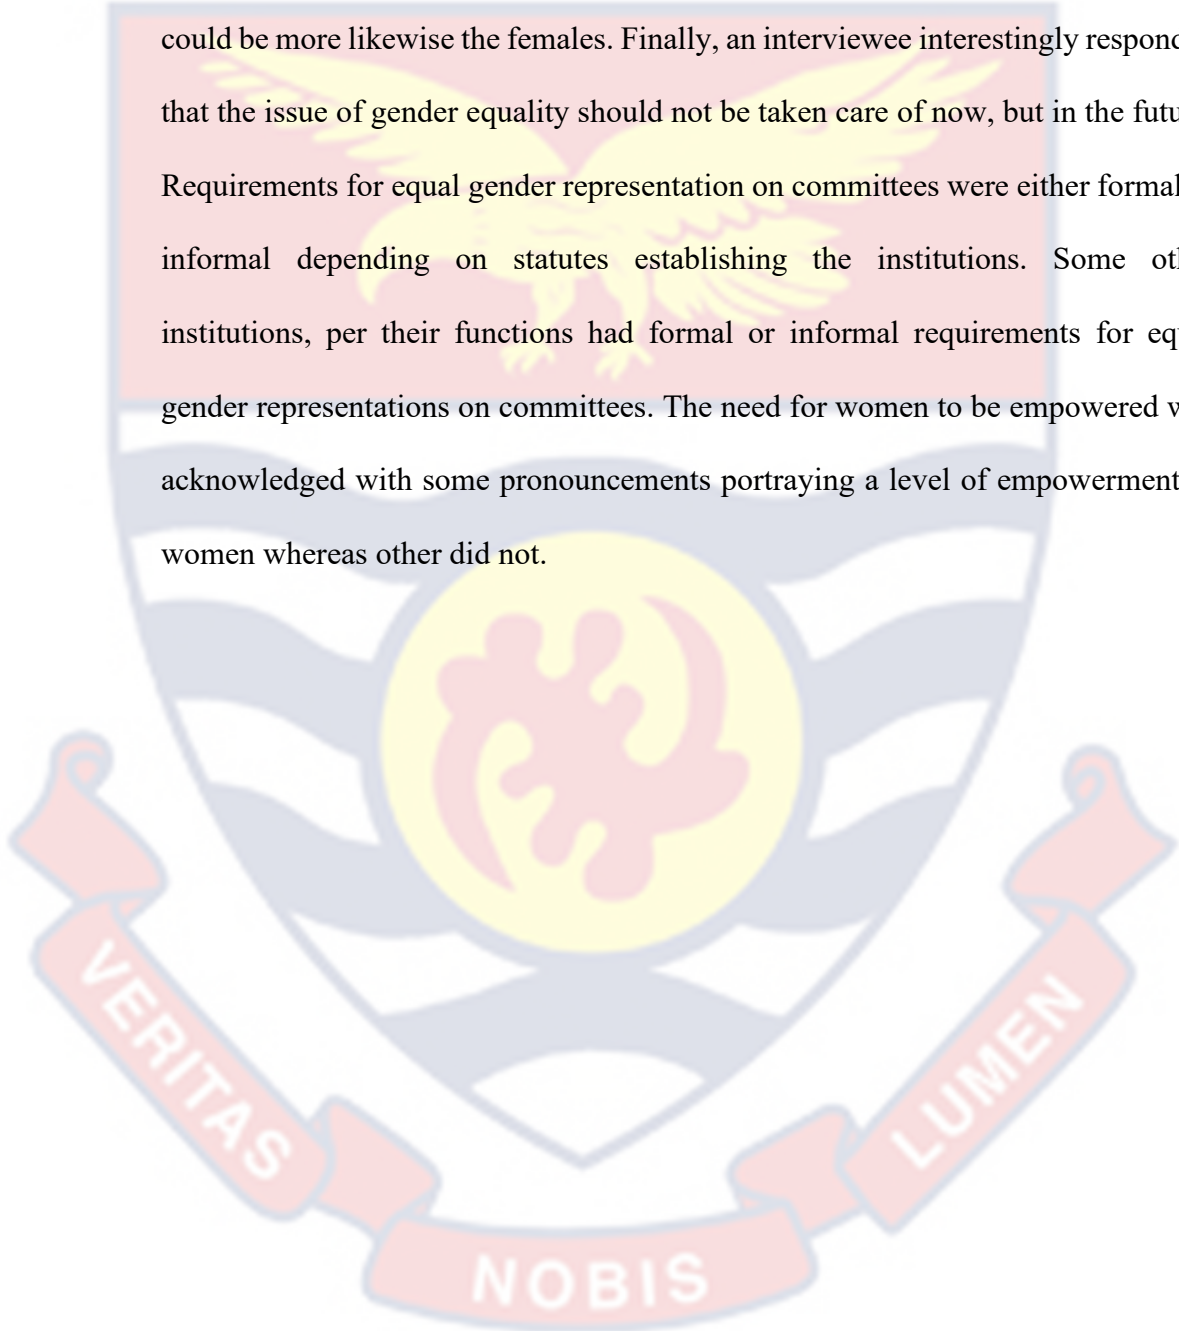 could be more likewise the females. Finally, an interviewee interestingly respond
that the issue of gender equality should not be taken care of now, but in the futu
Requirements for equal gender representation on committees were either formal
informal depending on statutes establishing the institutions. Some ot
institutions, per their functions had formal or informal requirements for eq
gender representations on committees. The need for women to be empowered w
acknowledged with some pronouncements portraying a level of empowerment
women whereas other did not.
VERITAS
NOBIS
LUMEN